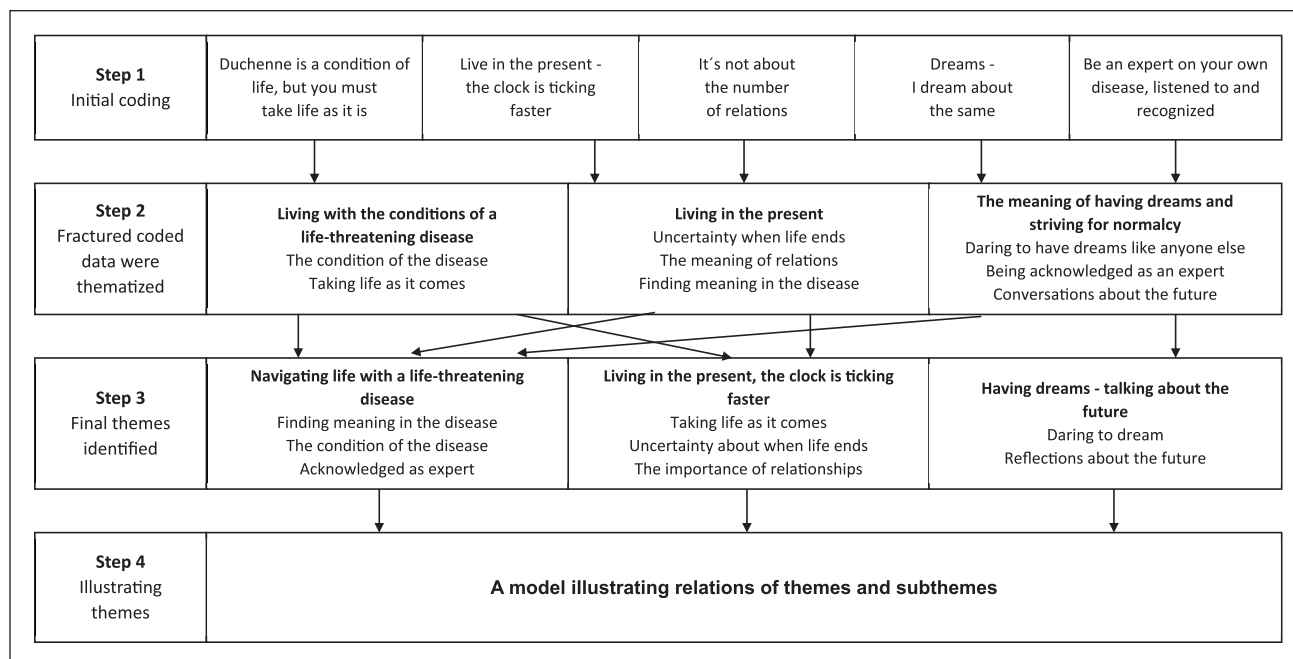 Step 1
Initial coding
Duchenne is a condition of
life, but you must
take life as it is
Live in the present -
the clock is ticking
faster
It´s not about
the number
of relations
Dreams -
I dream about
the same
Be an expert on your own
disease, listened to and
recognized
Step 2
Fractured coded
data were
thematized
Living with the conditions of a
life-threatening disease
The condition of the disease
Taking life as it comes
Living in the present
Uncertainty when life ends
The meaning of relations
Finding meaning in the disease
The meaning of having dreams and
striving for normalcy
Daring to have dreams like anyone else
Being acknowledged as an expert
Conversations about the future
Step 3
Final themes
identified
Navigating life with a life-threatening
disease
Finding meaning in the disease
The condition of the disease
Acknowledged as expert
Living in the present, the clock is ticking
faster
Taking life as it comes
Uncertainty about when life ends
The importance of relationships
Having dreams - talking about the
future
Daring to dream
Reflections about the future
Step 4
Illustrating
themes
A model illustrating relations of themes and subthemes